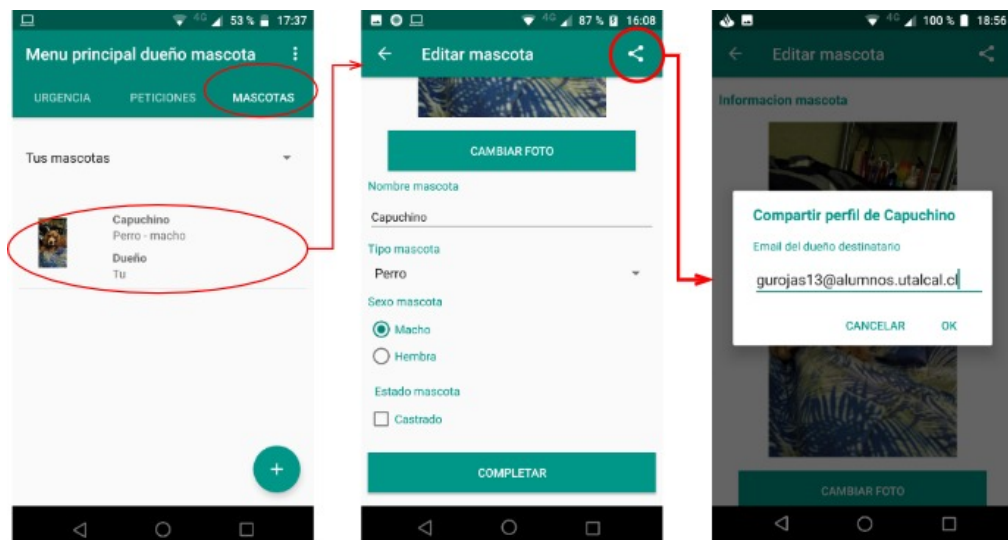 4G 53 % 17:37
Menu principal dueño mascota
URGENCIA PETICIONES MASCOTAS
Tus mascotas
Capuchino
Perro - macho
Dueño
Tu
+
4G 87 % 16:08
Editar mascota
CAMBIAR FOTO
Nombre mascota
Capuchino
Tipo mascota
Perro
Sexo mascota
Macho
Hembra
Estado mascota
Castrado
COMPLETAR
4G 100 % 18:56
Editar mascota
Informacion mascota
Compartir perfil de Capuchino
Email del dueño destinatario
gurojas13@alumnos.utalcal.cl
CANCELAR OK
CAMBIAR FOTO